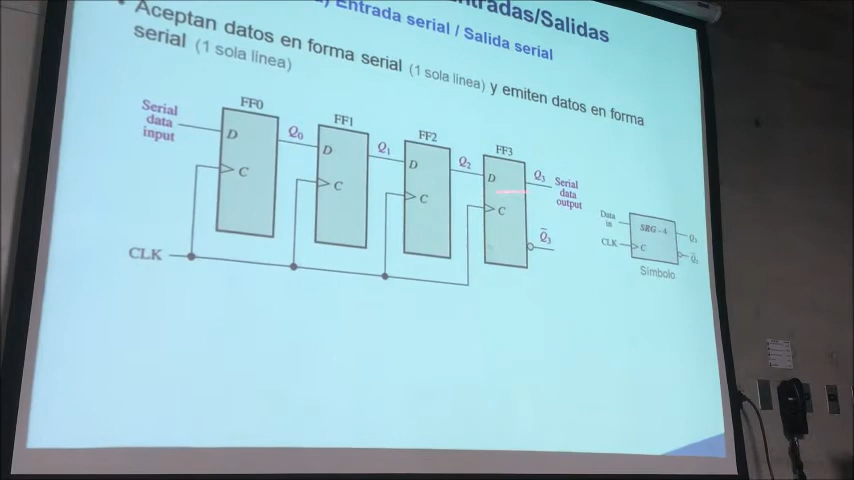 Entradas/Salidas
Entrada serial / Salida serial
• Aceptan datos en forma serial (1 sola línea) y emiten datos en forma
serial (1 sola línea)
Serial
data
input
FF0
D
C
Q0
FF1
D
C
Q1
FF2
D
C
Q2
FF3
D
C
Q3
Serial
data
output
Q̅3
CLK
Data
in
CLK
SRG - 4
C
Q3
Símbolo